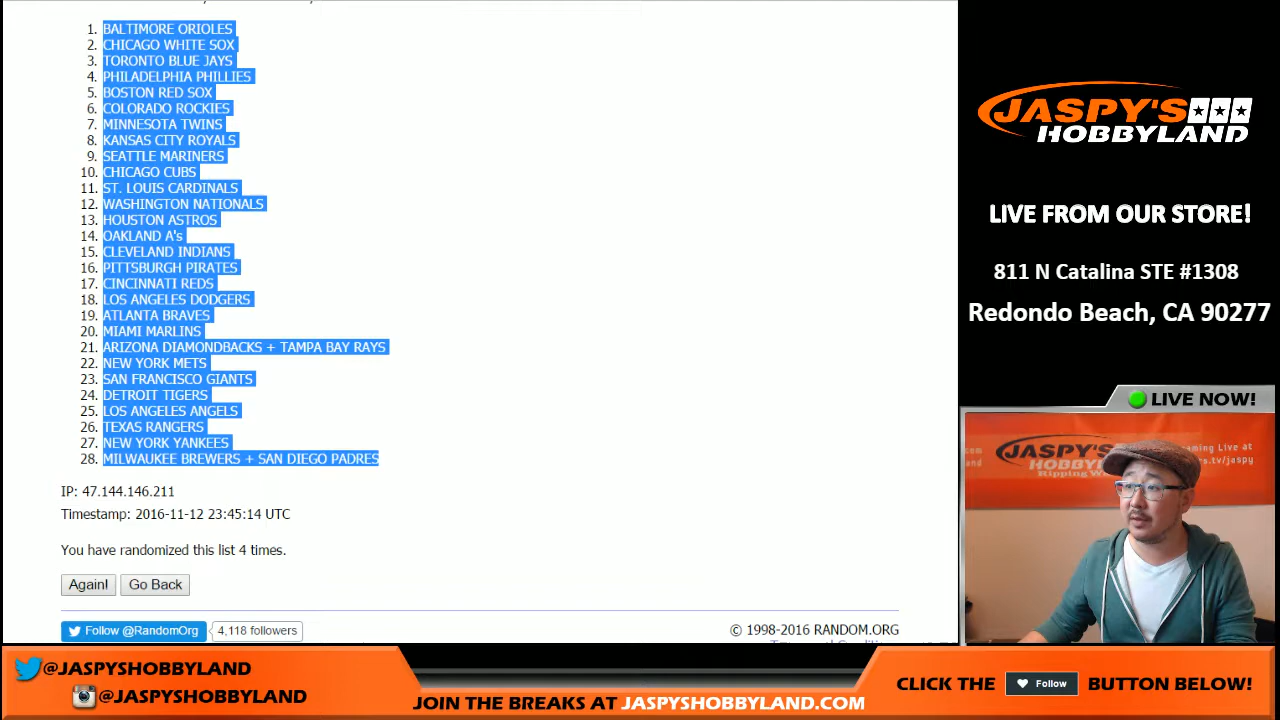 1. BALTIMORE ORIOLES
2. CHICAGO WHITE SOX
3. TORONTO BLUE JAYS
4. PHILADELPHIA PHILLIES
5. BOSTON RED SOX
6. COLORADO ROCKIES
7. MINNESOTA TWINS
8. KANSAS CITY ROYALS
9. SEATTLE MARINERS
10. CHICAGO CUBS
11. ST. LOUIS CARDINALS
12. WASHINGTON NATIONALS
13. HOUSTON ASTROS
14. OAKLAND A's
15. CLEVELAND INDIANS
16. PITTSBURGH PIRATES
17. CINCINNATI REDS
18. LOS ANGELES DODGERS
19. ATLANTA BRAVES
20. MIAMI MARLINS
21. ARIZONA DIAMONDBACKS + TAMPA BAY RAYS
22. NEW YORK METS
23. SAN FRANCISCO GIANTS
24. DETROIT TIGERS
25. LOS ANGELES ANGELS
26. TEXAS RANGERS
27. NEW YORK YANKEES
28. MILWAUKEE BREWERS + SAN DIEGO PADRES
IP: 47.144.146.211
Timestamp: 2016-11-12 23:45:14 UTC
You have randomized this list 4 times.
Again! Go Back
Follow @RandomOrg 4,118 followers
© 1998-2016 RANDOM.ORG
JASPY'S
HOBBYLAND
LIVE FROM OUR STORE!
811 N Catalina STE #1308
Redondo Beach, CA 90277
LIVE NOW!
JASPY'S
Live at
.tv/jaspy
@JASPYSHOBBYLAND
@JASPYSHOBBYLAND
JOIN THE BREAKS AT JASPYSHOBBYLAND.COM
CLICK THE Follow BUTTON BELOW!